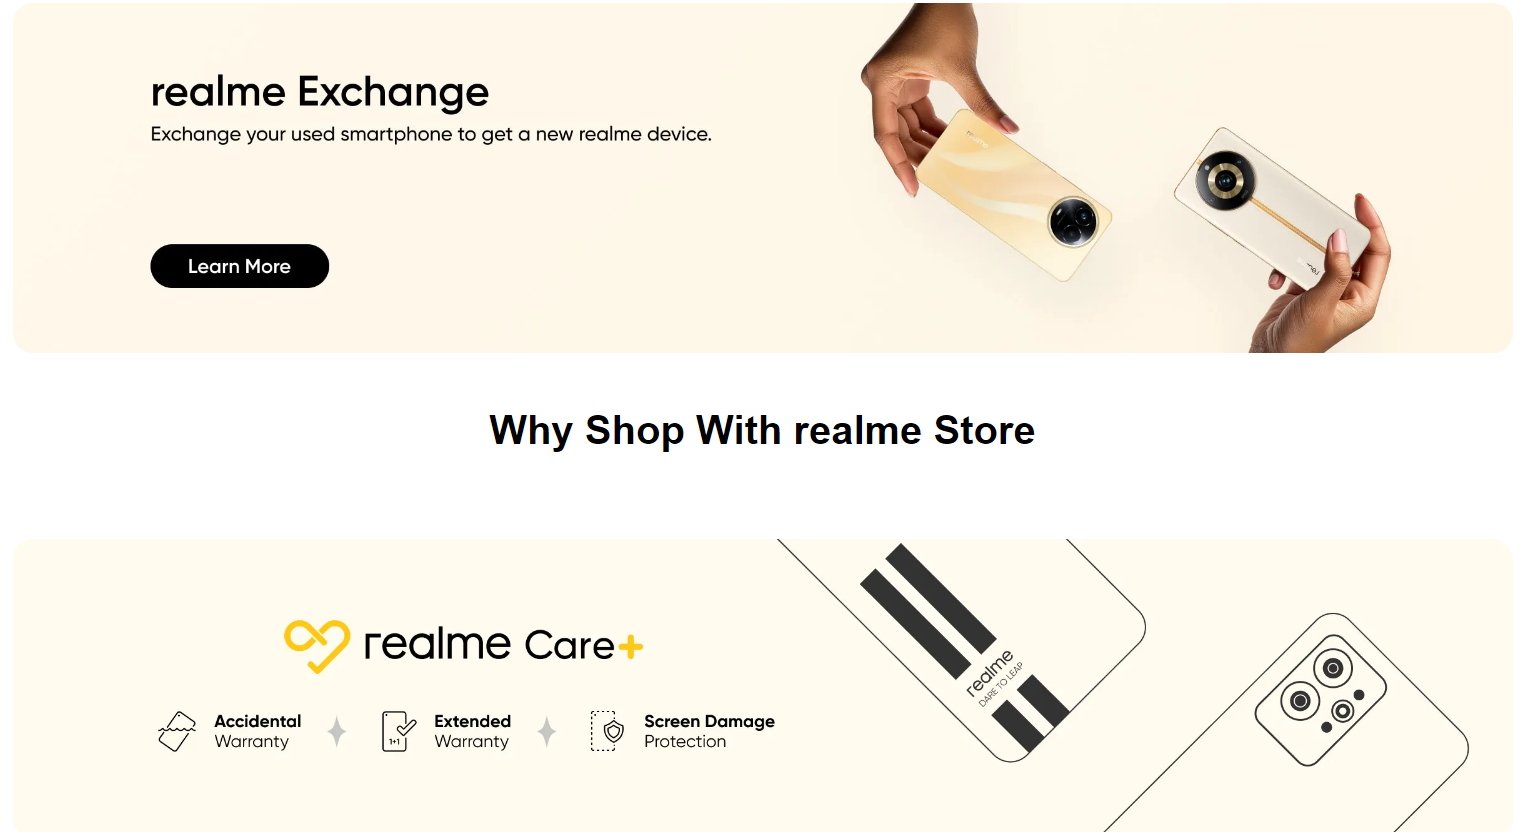 realme Exchange
Exchange your used smartphone to get a new realme device.
realme
Learn More
Why Shop With realme Store
realme Care+
realme
DARE TO LEAP
Accidental
Warranty
1+1
Extended
Warranty
Screen Damage
Protection